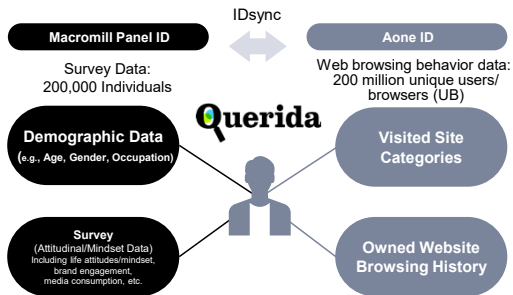 IDsync
Macromill Panel ID
Aone ID
Survey Data:
200,000 Individuals
Web browsing behavior data:
200 million unique users/
browsers (UB)
Querida
Demographic Data
(e.g., Age, Gender, Occupation)
Visited Site
Categories
Survey
(Attitudinal/Mindset Data)
Including life attitudes/mindset,
brand engagement,
media consumption, etc.
Owned Website
Browsing History